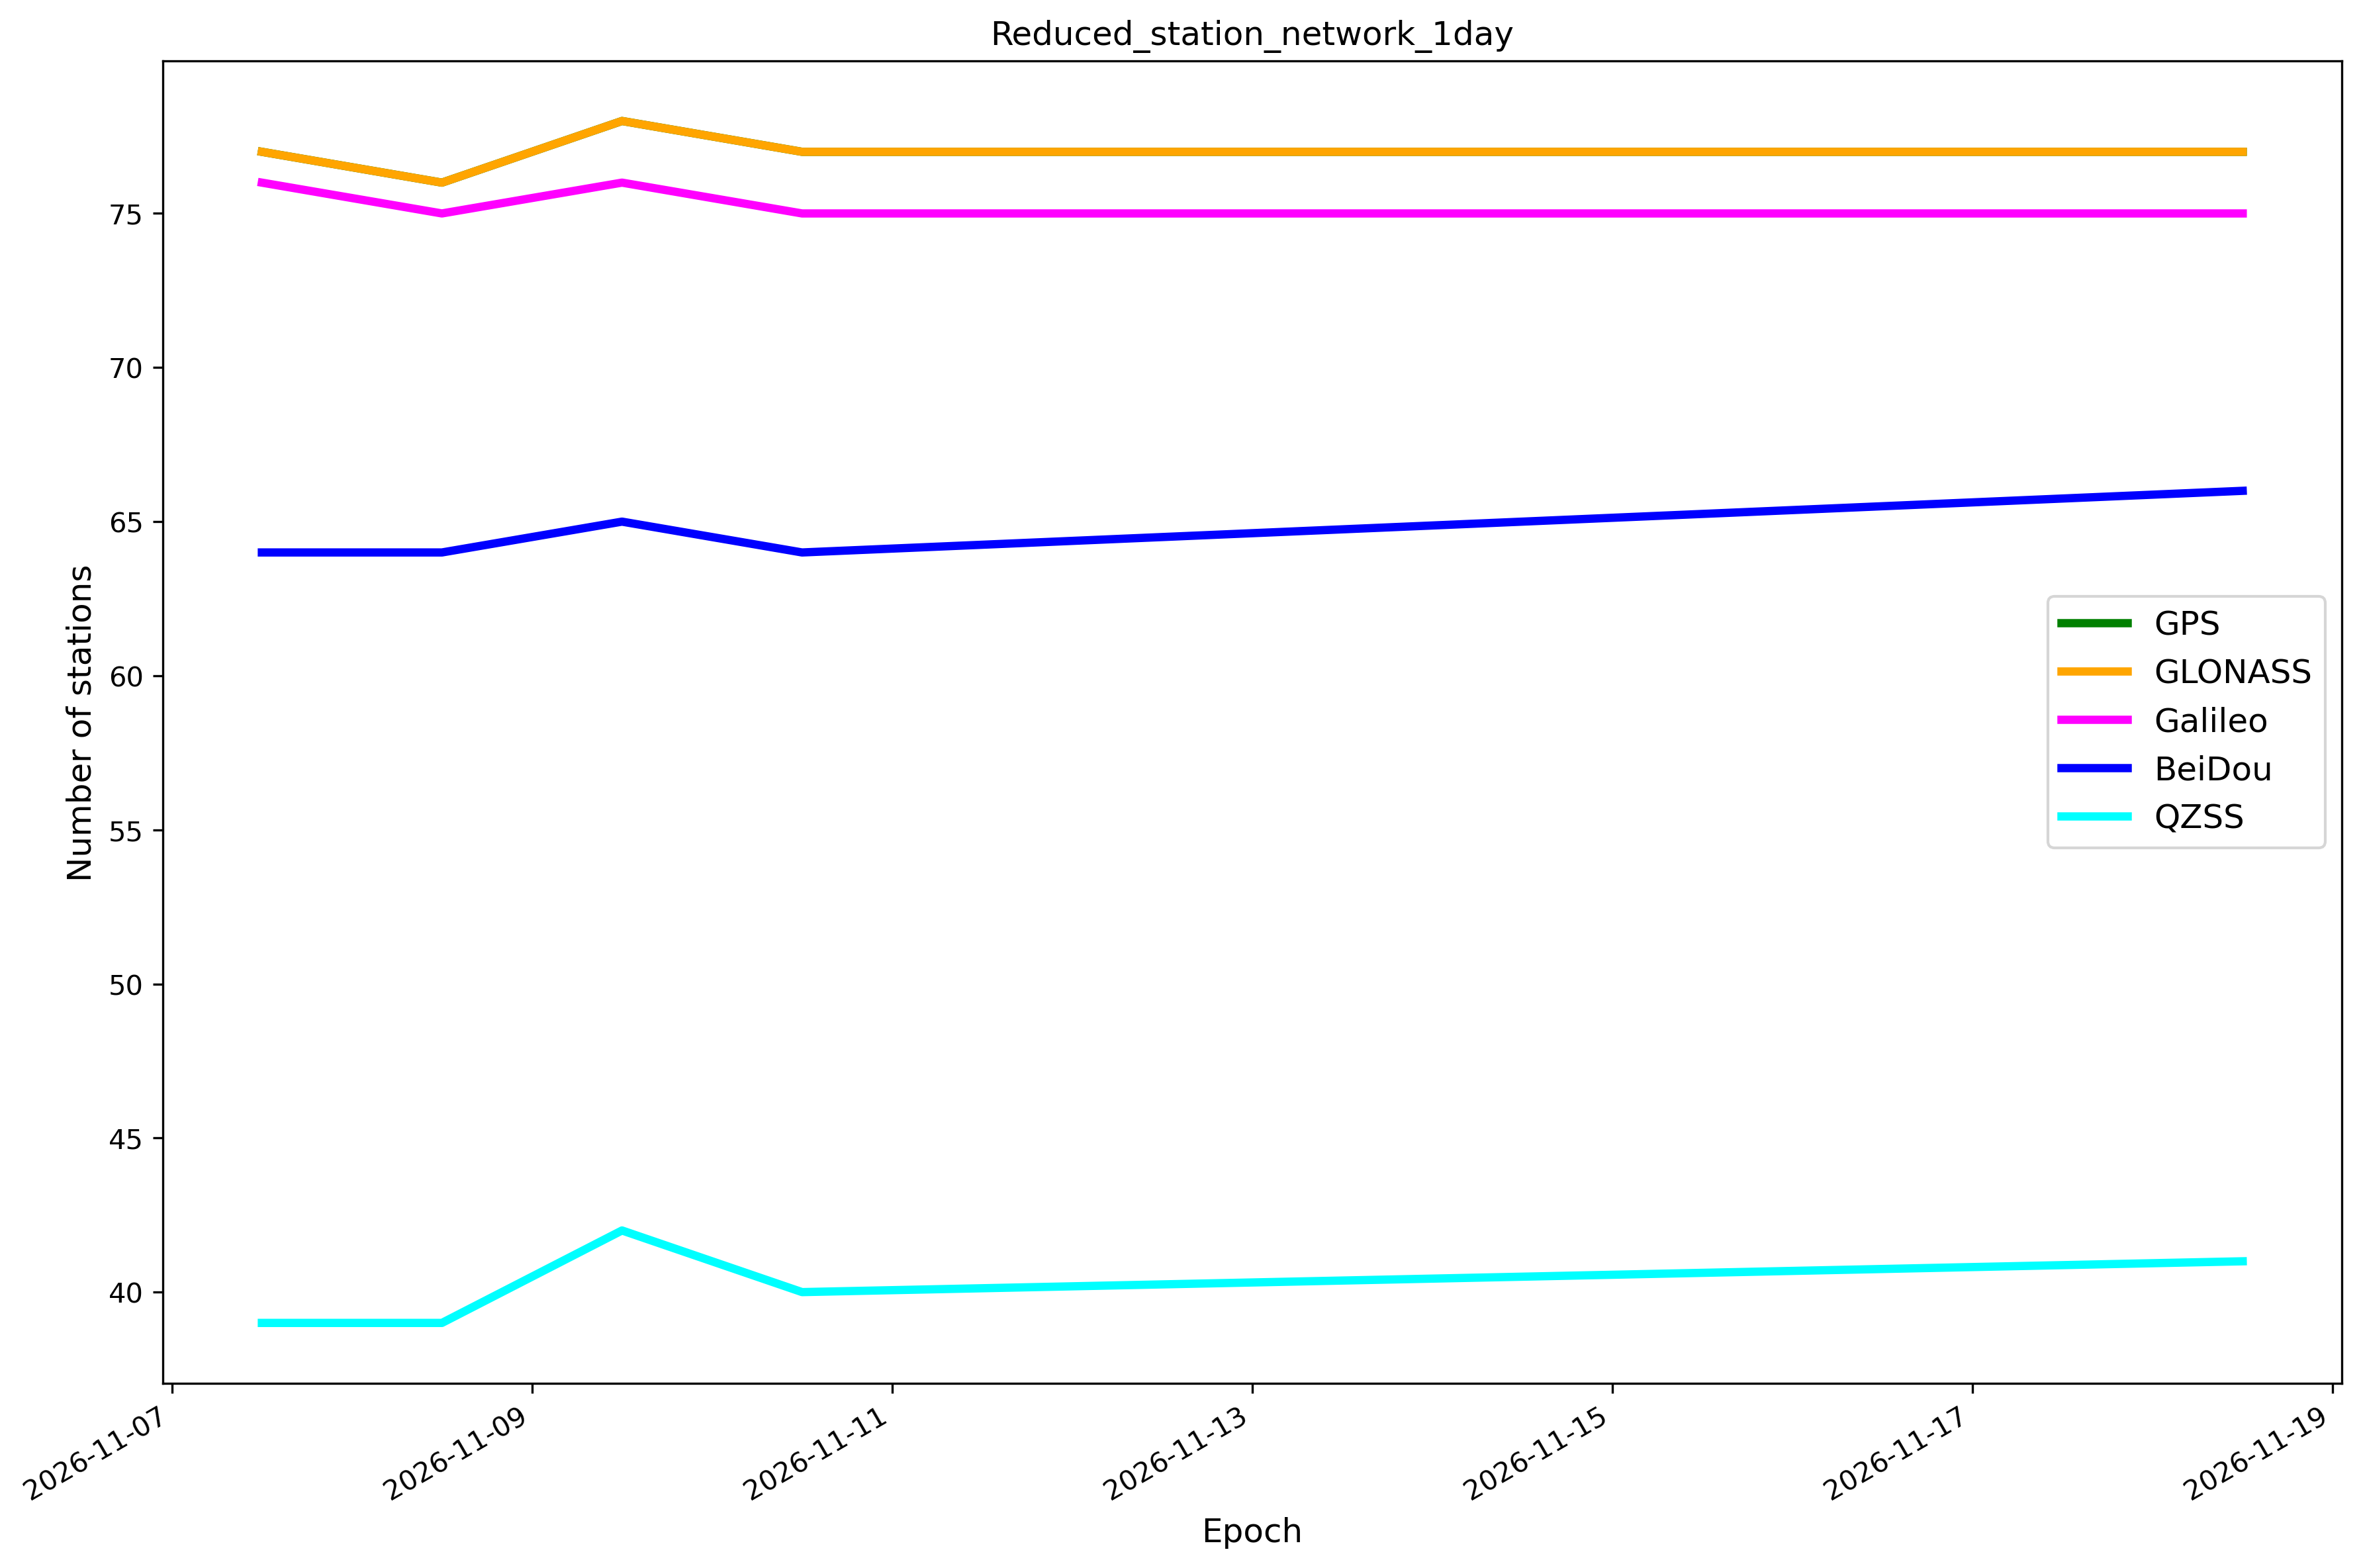 Reduced_station_network_1day
Number of stations
75
70
65
60
55
50
45
40
GPS
GLONASS
Galileo
BeiDou
QZSS
2026-11-07
2026-11-09
2026-11-11
2026-11-13
2026-11-15
2026-11-17
2026-11-19
Epoch